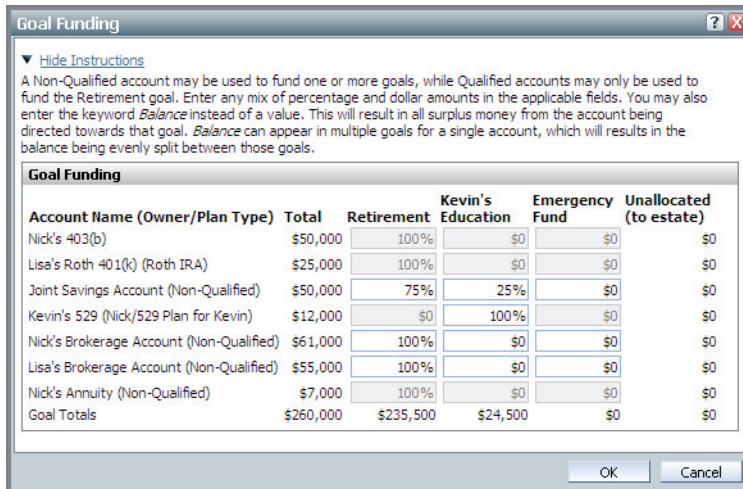 Goal Funding
Hide Instructions
A Non-Qualified account may be used to fund one or more goals, while Qualified accounts may only be used to
fund the Retirement goal. Enter any mix of percentage and dollar amounts in the applicable fields. You may also
enter the keyword Balance instead of a value. This will result in all surplus money from the account being
directed towards that goal. Balance can appear in multiple goals for a single account, which will results in the
balance being evenly split between those goals.
Goal Funding
Account Name (Owner/Plan Type) Total Retirement Kevin's Education Emergency Fund Unallocated (to estate)
Nick's 403(b) $50,000 100% $0 $0 $0
Lisa's Roth 401(k) (Roth IRA) $25,000 100% $0 $0 $0
Joint Savings Account (Non-Qualified) $50,000 75% 25% $0 $0
Kevin's 529 (Nick/529 Plan for Kevin) $12,000 $0 100% $0 $0
Nick's Brokerage Account (Non-Qualified) $61,000 100% $0 $0 $0
Lisa's Brokerage Account (Non-Qualified) $55,000 100% $0 $0 $0
Nick's Annuity (Non-Qualified) $7,000 100% $0 $0 $0
Goal Totals $260,000 $235,500 $24,500 $0 $0
OK Cancel